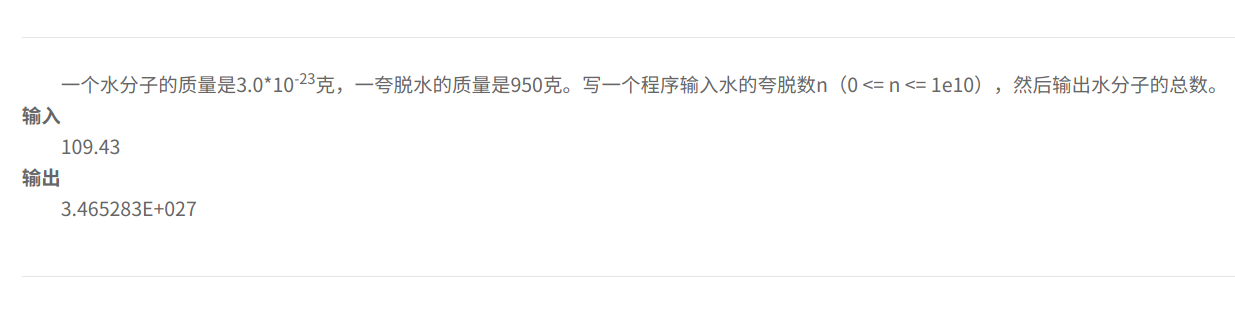 一个水分子的质量是3.0*10-23克，一夸脱水的质量是950克。写一个程序输入水的夸脱数n（0 <= n <= 1e10），然后输出水分子的总数。
输入
109.43
输出
3.465283E+027